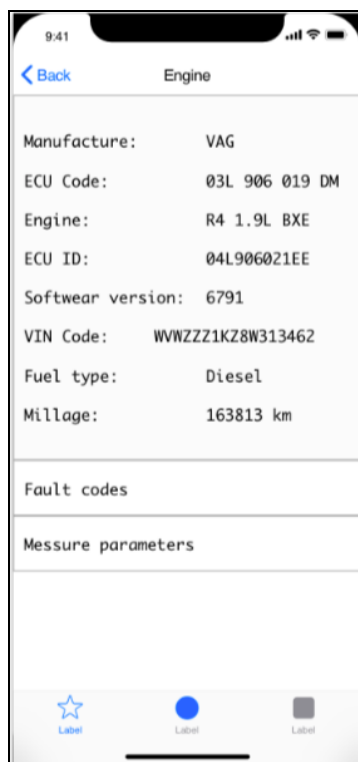 9:41
Back Engine
Manufacture: VAG
ECU Code: 03L 906 019 DM
Engine: R4 1.9L BXE
ECU ID: 04L906021EE
Softwear version: 6791
VIN Code: WVWZZZ1KZ8W313462
Fuel type: Diesel
Millage: 163813 km
Fault codes
Messure parameters
Label Label Label